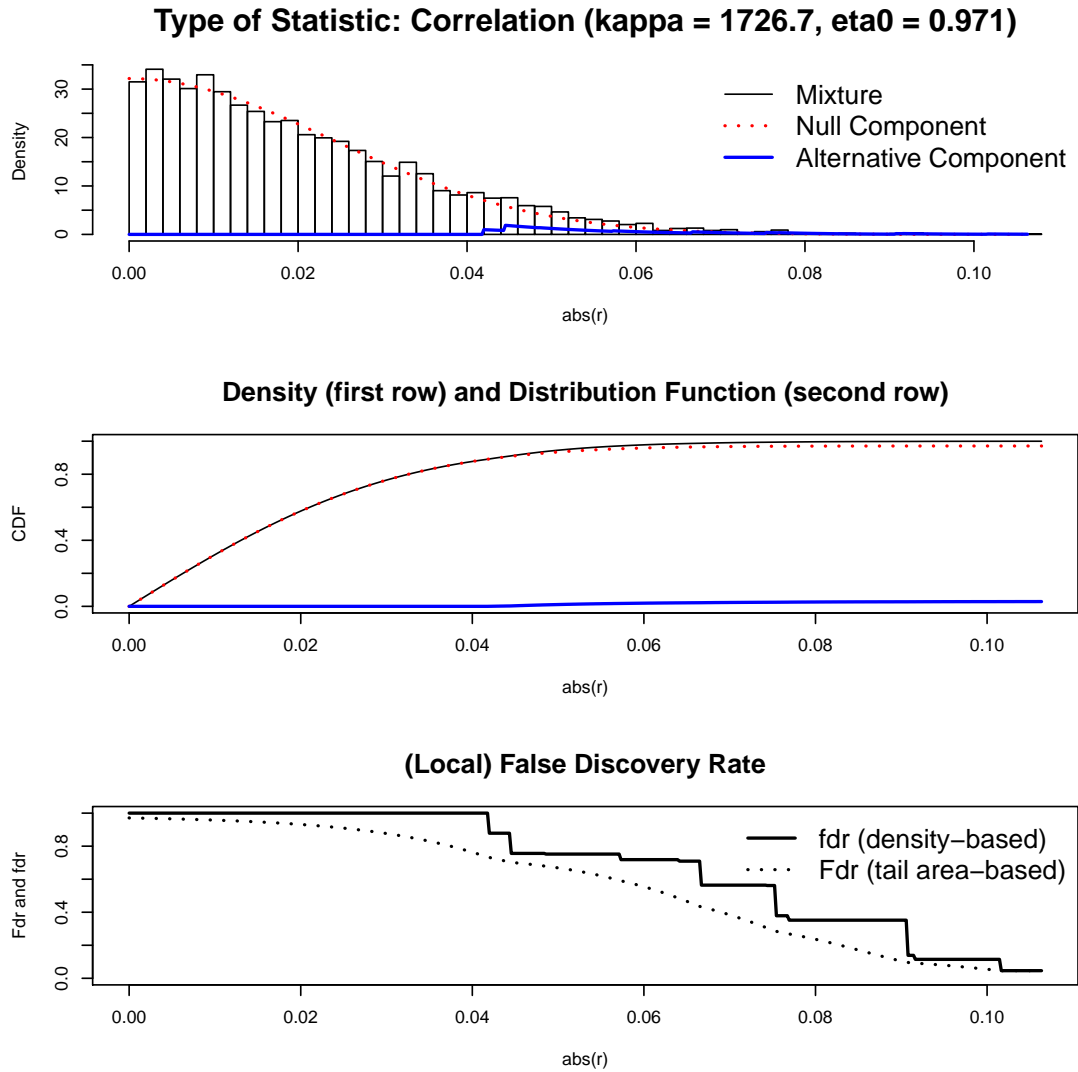 Type of Statistic: Correlation (kappa = 1726.7, eta0 = 0.971)
Density
30
20
10
0
Mixture
Null Component
Alternative Component
0.00 0.02 0.04 0.06 0.08 0.10
abs(r)
Density (first row) and Distribution Function (second row)
CDF
0.8
0.4
0.0
0.00 0.02 0.04 0.06 0.08 0.10
abs(r)
(Local) False Discovery Rate
Fdr and fdr
0.8
0.4
0.0
fdr (density−based)
Fdr (tail area−based)
0.00 0.02 0.04 0.06 0.08 0.10
abs(r)